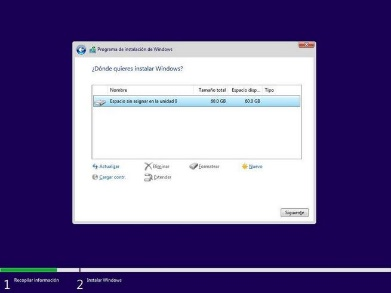 Programa de instalación de Windows
¿Dónde quieres instalar Windows?
Nombre Tamaño total Espacio disp... Tipo
Espacio sin asignar en la unidad 0 60.0 GB 60.0 GB
Actualizar Eliminar Formatear Nuevo
Cargar contr. Extender
Siguiente
1 Recopilar información 2 Instalar Windows